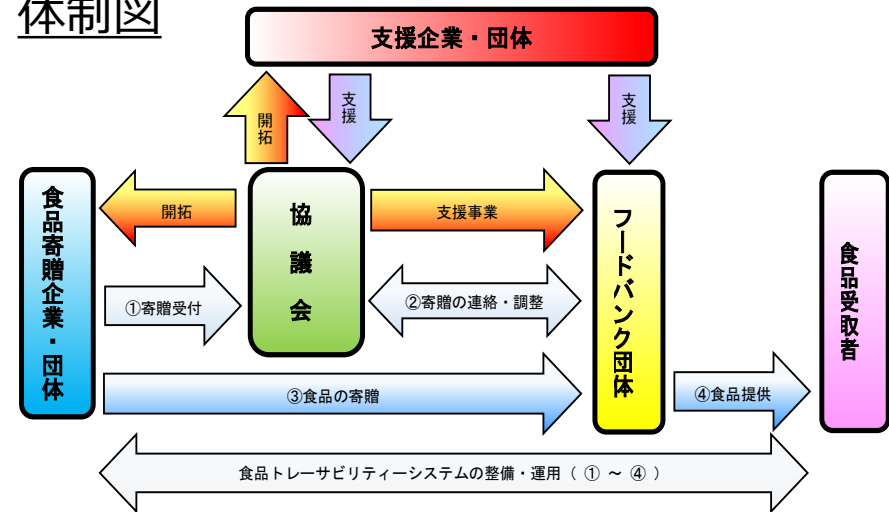 体制図
支援企業・団体
開拓
支援
支援
食品寄贈企業・団体
開拓
協議会
支援事業
フードバンク団体
食品受取者
①寄贈受付
②寄贈の連絡・調整
③食品の寄贈
④食品提供
食品トレーサビリティーシステムの整備・運用（ ① ～ ④ ）